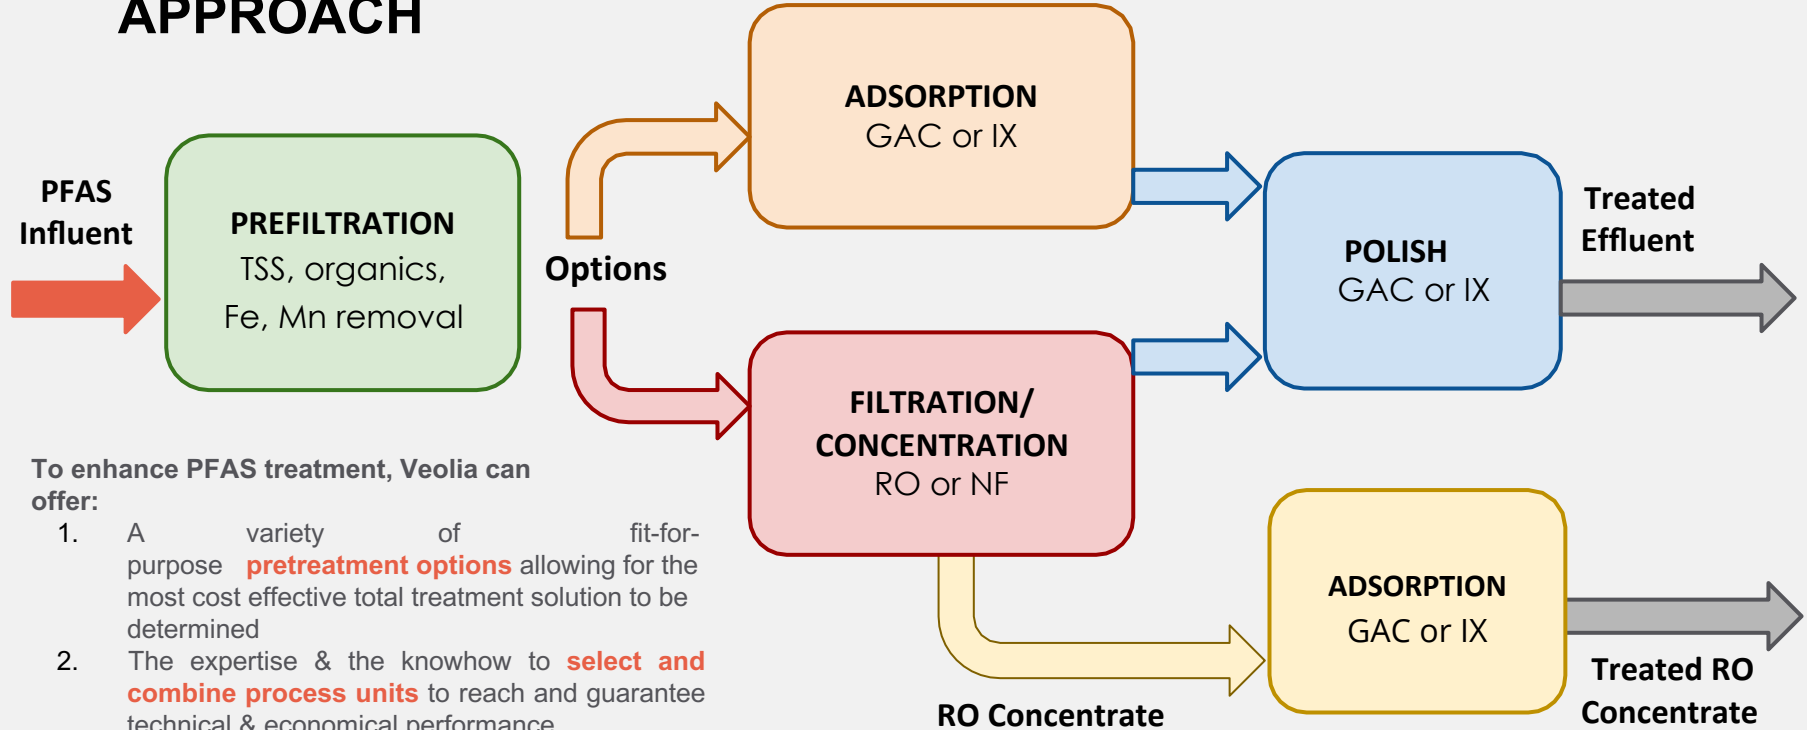 APPROACH
PFAS
Influent
PREFILTRATION
TSS, organics,
Fe, Mn removal
Options
ADSORPTION
GAC or IX
FILTRATION/
CONCENTRATION
RO or NF
POLISH
GAC or IX
Treated
Effluent
ADSORPTION
GAC or IX
RO Concentrate
Treated RO
Concentrate
To enhance PFAS treatment, Veolia can
offer:
1. A variety of fit-for-
purpose pretreatment options allowing for the
most cost effective total treatment solution to be
determined
2. The expertise & the knowhow to select and
combine process units to reach and guarantee
technical & economical performance